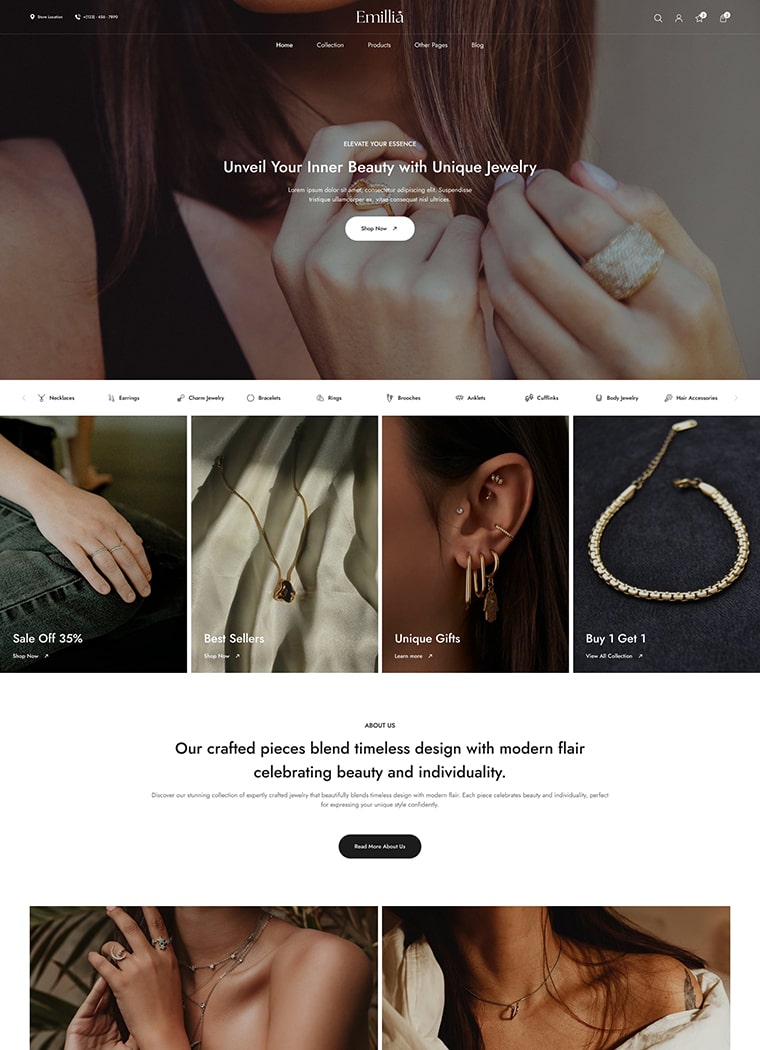 Store Location
+(123) - 456 - 7890
Emillia
2
0
Home
Collection
Products
Other Pages
Blog
ELEVATE YOUR ESSENCE
Unveil Your Inner Beauty with Unique Jewelry
Lorem ipsum dolor sit amet, consectetur adipiscing elit. Suspendisse
tristique ullamcorper ex, vitae consequat nisl ultrices.
Shop Now
Necklaces
Earrings
Charm Jewelry
Bracelets
Rings
Brooches
Anklets
Cufflinks
Body Jewelry
Hair Accessories
Sale Off 35%
Shop Now
Best Sellers
Shop Now
Unique Gifts
Learn more
Buy 1 Get 1
View All Collection
ABOUT US
Our crafted pieces blend timeless design with modern flair
celebrating beauty and individuality.
Discover our stunning collection of expertly crafted jewelry that beautifully blends timeless design with modern flair. Each piece celebrates beauty and individuality, perfect
for expressing your unique style confidently.
Read More About Us